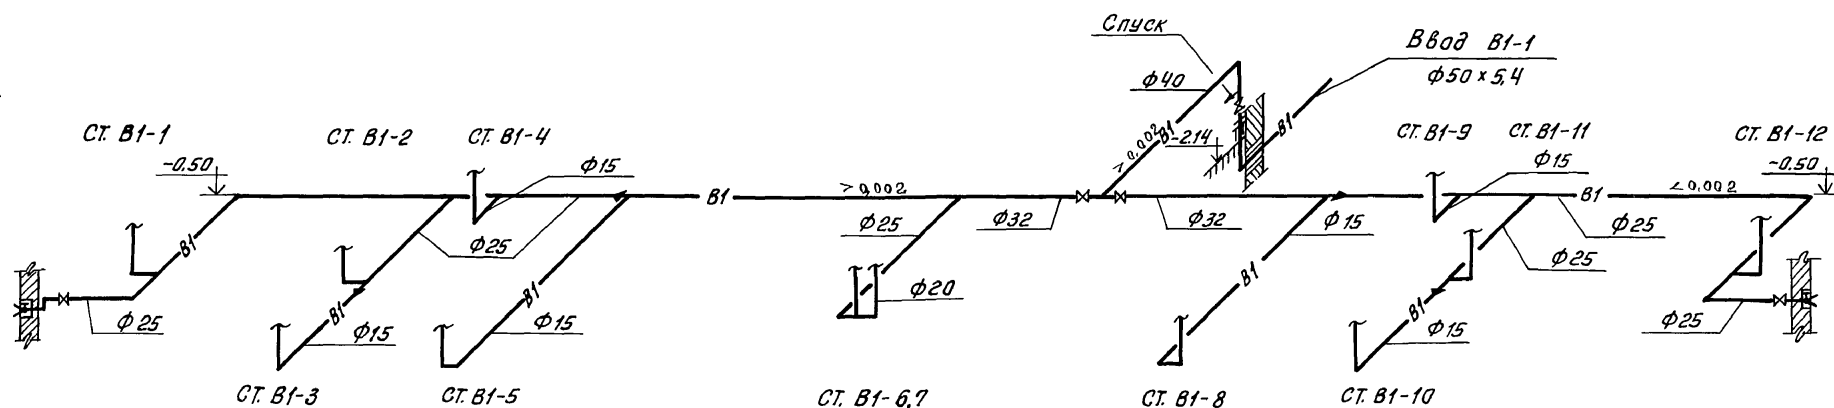 Спуск
Ввод В1-1
ф50×5,4
ф40
В1
>0,002
-2.14
В1
СТ. В1-1
СТ. В1-2
СТ. В1-4
СТ. В1-9
СТ. В1-11
СТ. В1-12
-0.50
ф15
ф15
-0.50
В1
>0,002
В1
<0,002
В1
ф25
ф25
ф32
ф32
ф15
ф25
ф25
В1
В1
ф20
В1
В1
В1
ф25
ф15
ф15
ф15
ф25
СТ. В1-3
СТ. В1-5
СТ. В1-6,7
СТ. В1-8
СТ. В1-10